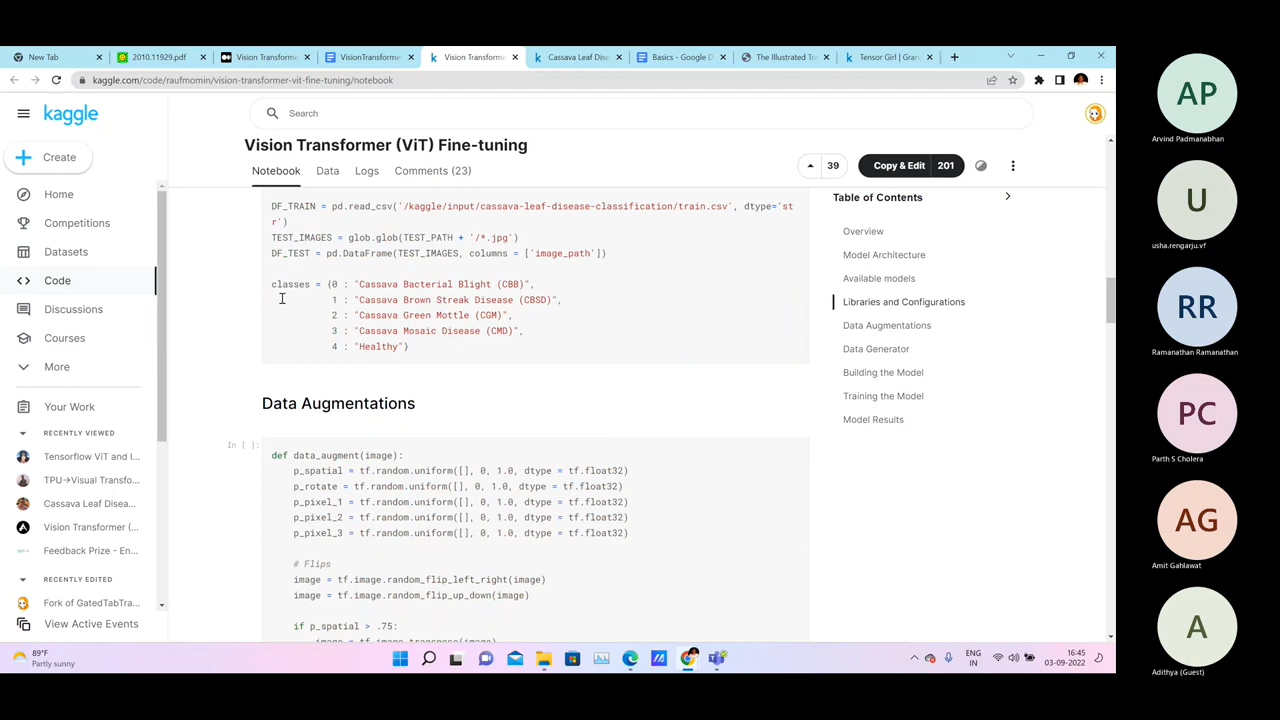 New Tab
2010.11929.pdf
Vision Transform
VisionTransforme
Vision Transforme
Cassava Leaf Dise
Basics - Google D
The Illustrated Tra
Tensor Girl | Gran
kaggle.com/code/raufmomin/vision-transformer-vit-fine-tuning/notebook
kaggle
Search
Create
Home
Competitions
Datasets
Code
Discussions
Courses
More
Your Work
RECENTLY VIEWED
Tensorflow ViT and I...
TPU→Visual Transfo...
Cassava Leaf Disea...
Vision Transformer (...
Feedback Prize - En...
RECENTLY EDITED
Fork of GatedTabTra...
View Active Events
Vision Transformer (ViT) Fine-tuning
39
Copy & Edit 201
Notebook
Data
Logs
Comments (23)
DF_TRAIN = pd.read_csv('/kaggle/input/cassava-leaf-disease-classification/train.csv', dtype='st
r')
TEST_IMAGES = glob.glob(TEST_PATH + '/*.jpg')
DF_TEST = pd.DataFrame(TEST_IMAGES, columns = ['image_path'])
classes = {0 : "Cassava Bacterial Blight (CBB)",
1 : "Cassava Brown Streak Disease (CBSD)",
2 : "Cassava Green Mottle (CGM)",
3 : "Cassava Mosaic Disease (CMD)",
4 : "Healthy"}
Data Augmentations
In [ ]:
def data_augment(image):
p_spatial = tf.random.uniform([], 0, 1.0, dtype = tf.float32)
p_rotate = tf.random.uniform([], 0, 1.0, dtype = tf.float32)
p_pixel_1 = tf.random.uniform([], 0, 1.0, dtype = tf.float32)
p_pixel_2 = tf.random.uniform([], 0, 1.0, dtype = tf.float32)
p_pixel_3 = tf.random.uniform([], 0, 1.0, dtype = tf.float32)
# Flips
image = tf.image.random_flip_left_right(image)
image = tf.image.random_flip_up_down(image)
if p_spatial > .75:
image = tf.image.transpose(image)
Table of Contents
Overview
Model Architecture
Available models
Libraries and Configurations
Data Augmentations
Data Generator
Building the Model
Training the Model
Model Results
89°F
Partly sunny
ENG
IN
16:45
03-09-2022
AP
Arvind Padmanabhan
U
usha.rengarju.vf
RR
Ramanathan Ramanathan
PC
Parth S Cholera
AG
Amit Gahlawat
A
Adithya (Guest)